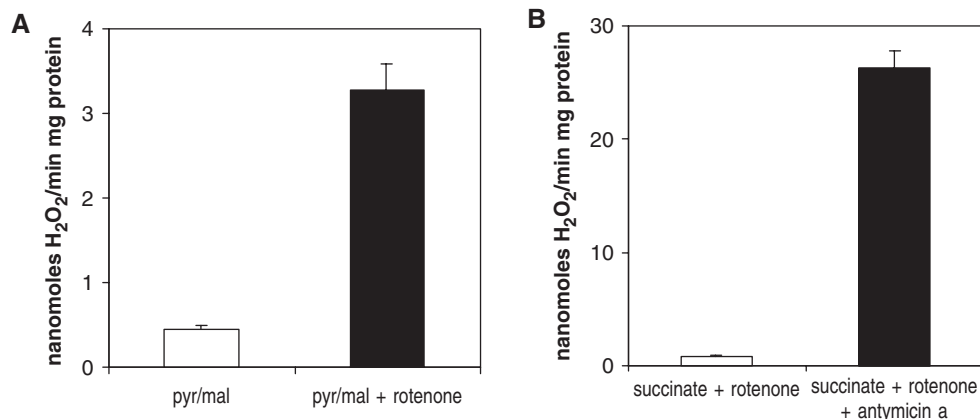 A
nanomoles H₂O₂/min mg protein
4
3
2
1
0
pyr/mal
pyr/mal + rotenone
B
nanomoles H₂O₂/min mg protein
30
20
10
0
succinate + rotenone
succinate + rotenone
+ antymicin a